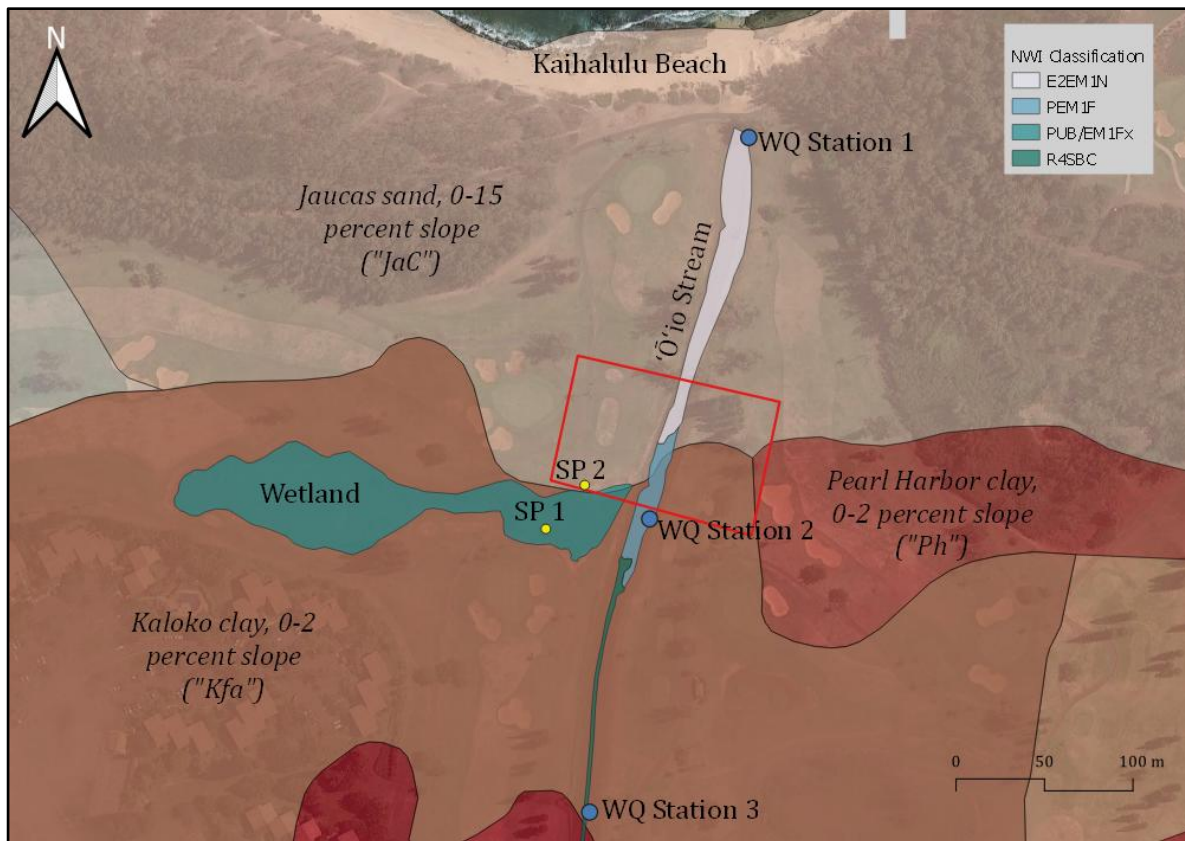 N
Kaihalulu Beach
NWI Classification
E2EM1N
PEM1F
PUB/EM1Fx
R4SBC
WQ Station 1
Jaucas sand, 0-15
percent slope
("JaC")
ʻŌʻio Stream
SP 2
Wetland
SP 1
WQ Station 2
Pearl Harbor clay,
0-2 percent slope
("Ph")
Kaloko clay, 0-2
percent slope
("Kfa")
0 50 100 m
WQ Station 3